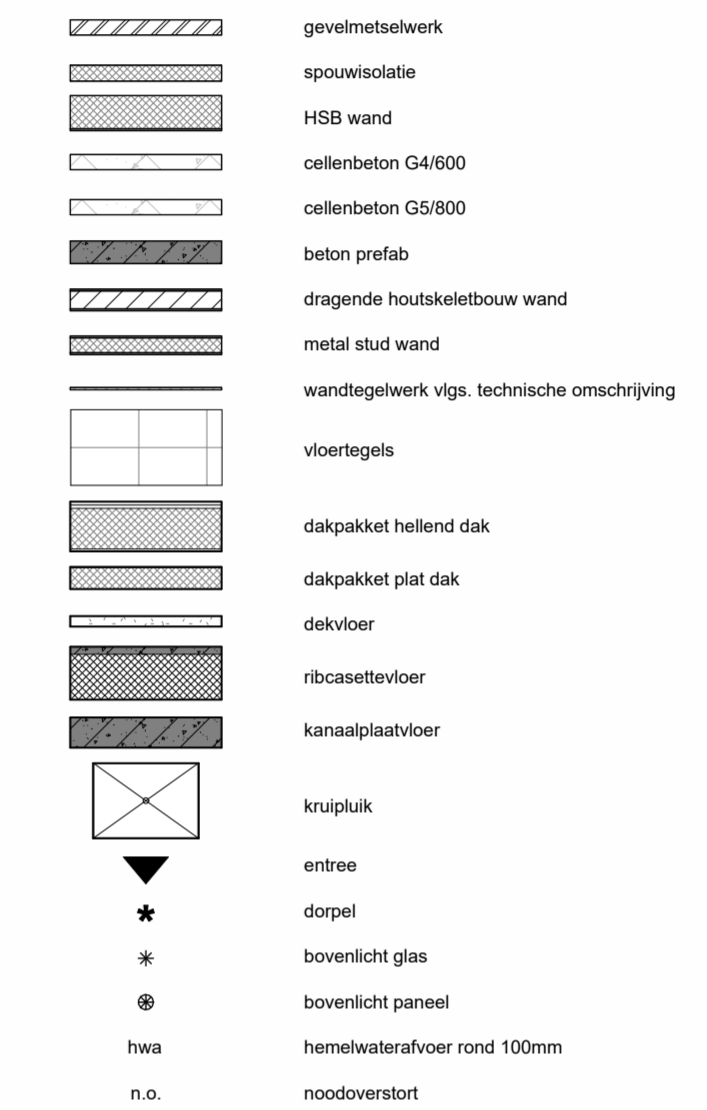 gevelmetselwerk
spouwisolatie
HSB wand
cellenbeton G4/600
cellenbeton G5/800
beton prefab
dragende houtskeletbouw wand
metal stud wand
wandtegelwerk vlgs. technische omschrijving
vloertegels
dakpakket hellend dak
dakpakket plat dak
dekvloer
ribcasettevloer
kanaalplaatvloer
kruipluik
entree
dorpel
bovenlicht glas
bovenlicht paneel
hwa hemelwaterafvoer rond 100mm
n.o. noodoverstort